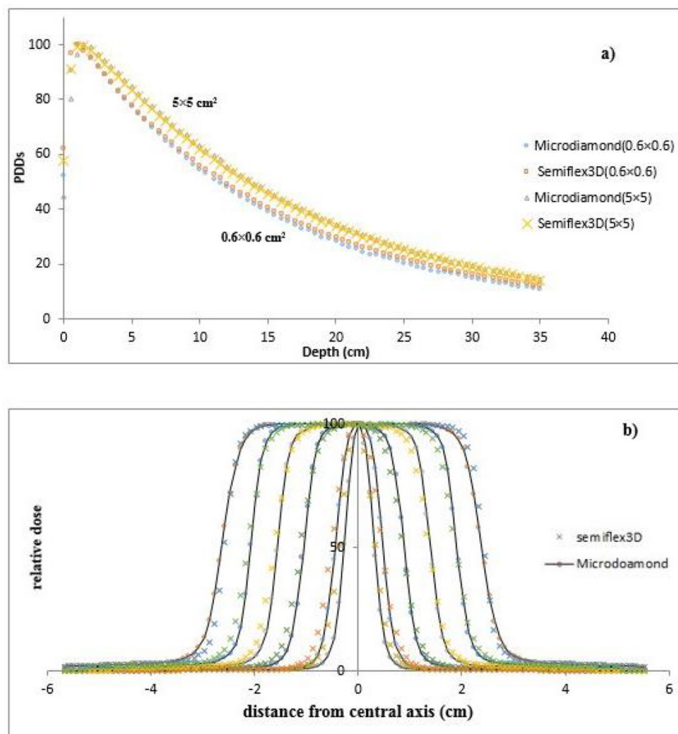 a)
100
80
60
40
20
0
PDDs
5×5 cm²
0.6×0.6 cm²
Microdiamond(0.6×0.6)
Semiflex3D(0.6×0.6)
Microdiamond(5×5)
Semiflex3D(5×5)
0 5 10 15 20 25 30 35 40
Depth (cm)
b)
100
50
0
relative dose
semiflex3D
Microdoamond
-6 -4 -2 0 2 4 6
distance from central axis (cm)